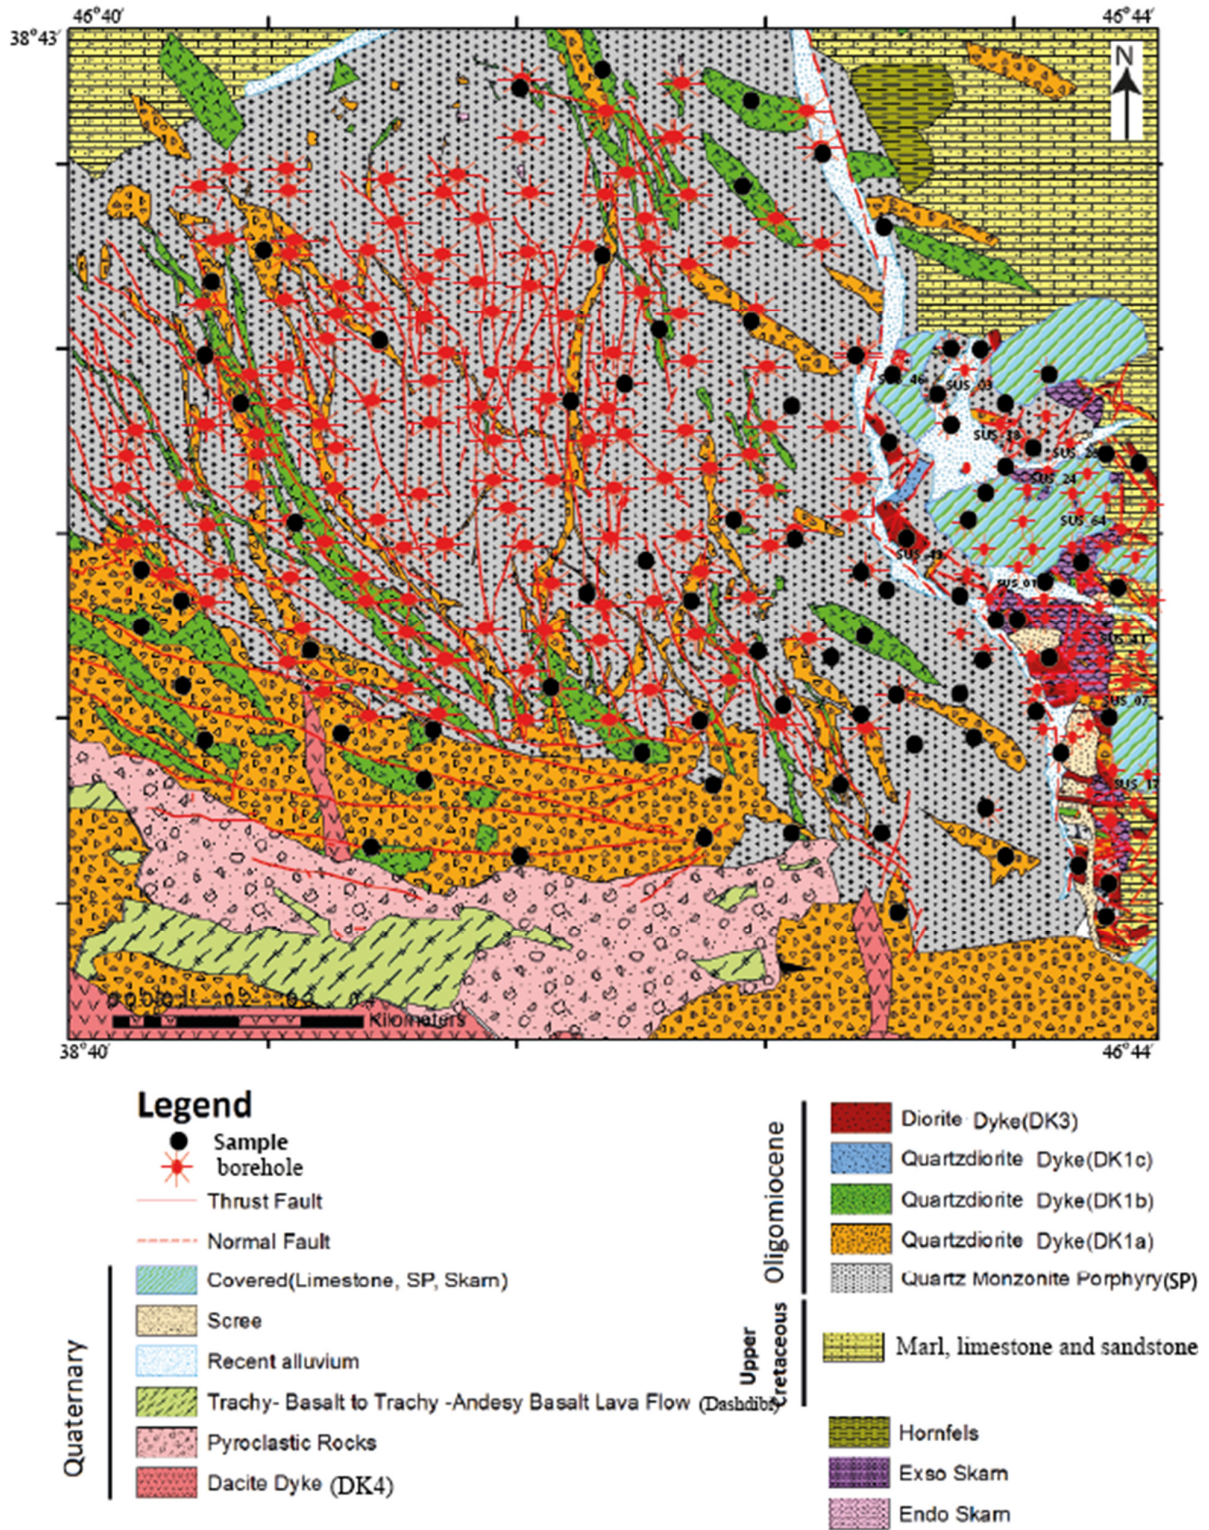 46°40′
46°44′
38°43′
N
SUS_46
SUS_03
SUS_38
SUS_24
SUS_64
SUS_43
SUS_01
SUS_41
SUS_07
SUS_17
Kilometers
38°40′
46°44′
Legend
Sample
borehole
Thrust Fault
Normal Fault
Quaternary
Covered(Limestone, SP, Skarn)
Scree
Recent alluvium
Trachy- Basalt to Trachy -Andesy Basalt Lava Flow (Dashdibi)
Pyroclastic Rocks
Dacite Dyke (DK4)
Oligomiocene
Diorite Dyke(DK3)
Quartzdiorite Dyke(DK1c)
Quartzdiorite Dyke(DK1b)
Quartzdiorite Dyke(DK1a)
Quartz Monzonite Porphyry(SP)
Upper
Cretaceous
Marl, limestone and sandstone
Hornfels
Exso Skarn
Endo Skarn